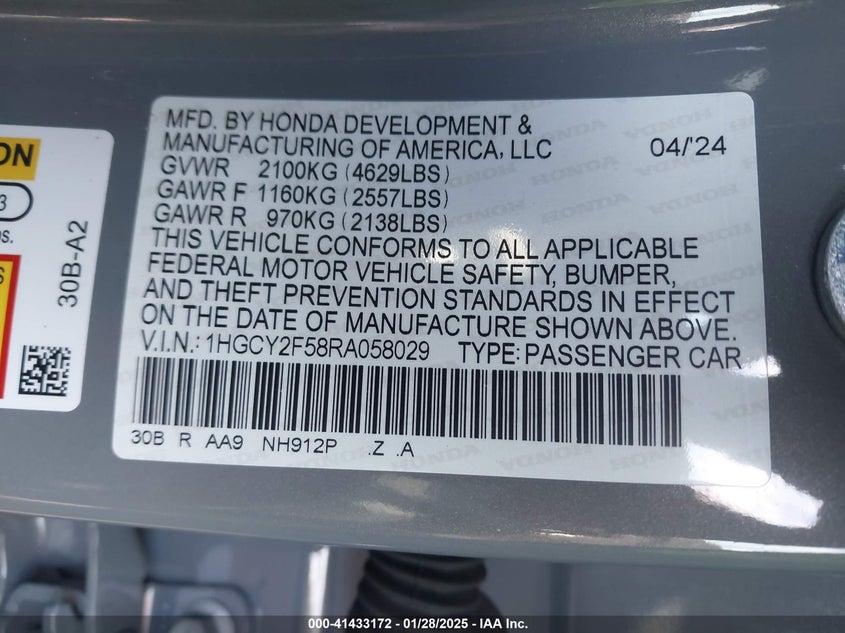 MFD. BY HONDA DEVELOPMENT &
MANUFACTURING OF AMERICA, LLC 04/'24
GVWR 2100KG (4629LBS)
GAWR F 1160KG (2557LBS)
GAWR R 970KG (2138LBS)
THIS VEHICLE CONFORMS TO ALL APPLICABLE
FEDERAL MOTOR VEHICLE SAFETY, BUMPER,
AND THEFT PREVENTION STANDARDS IN EFFECT
ON THE DATE OF MANUFACTURE SHOWN ABOVE.
V.I.N.: 1HGCY2F58RA058029 TYPE: PASSENGER CAR
30B R AA9 NH912P .Z .A
30B-A2
000-41433172 — 01/28/2025 — IAA Inc.